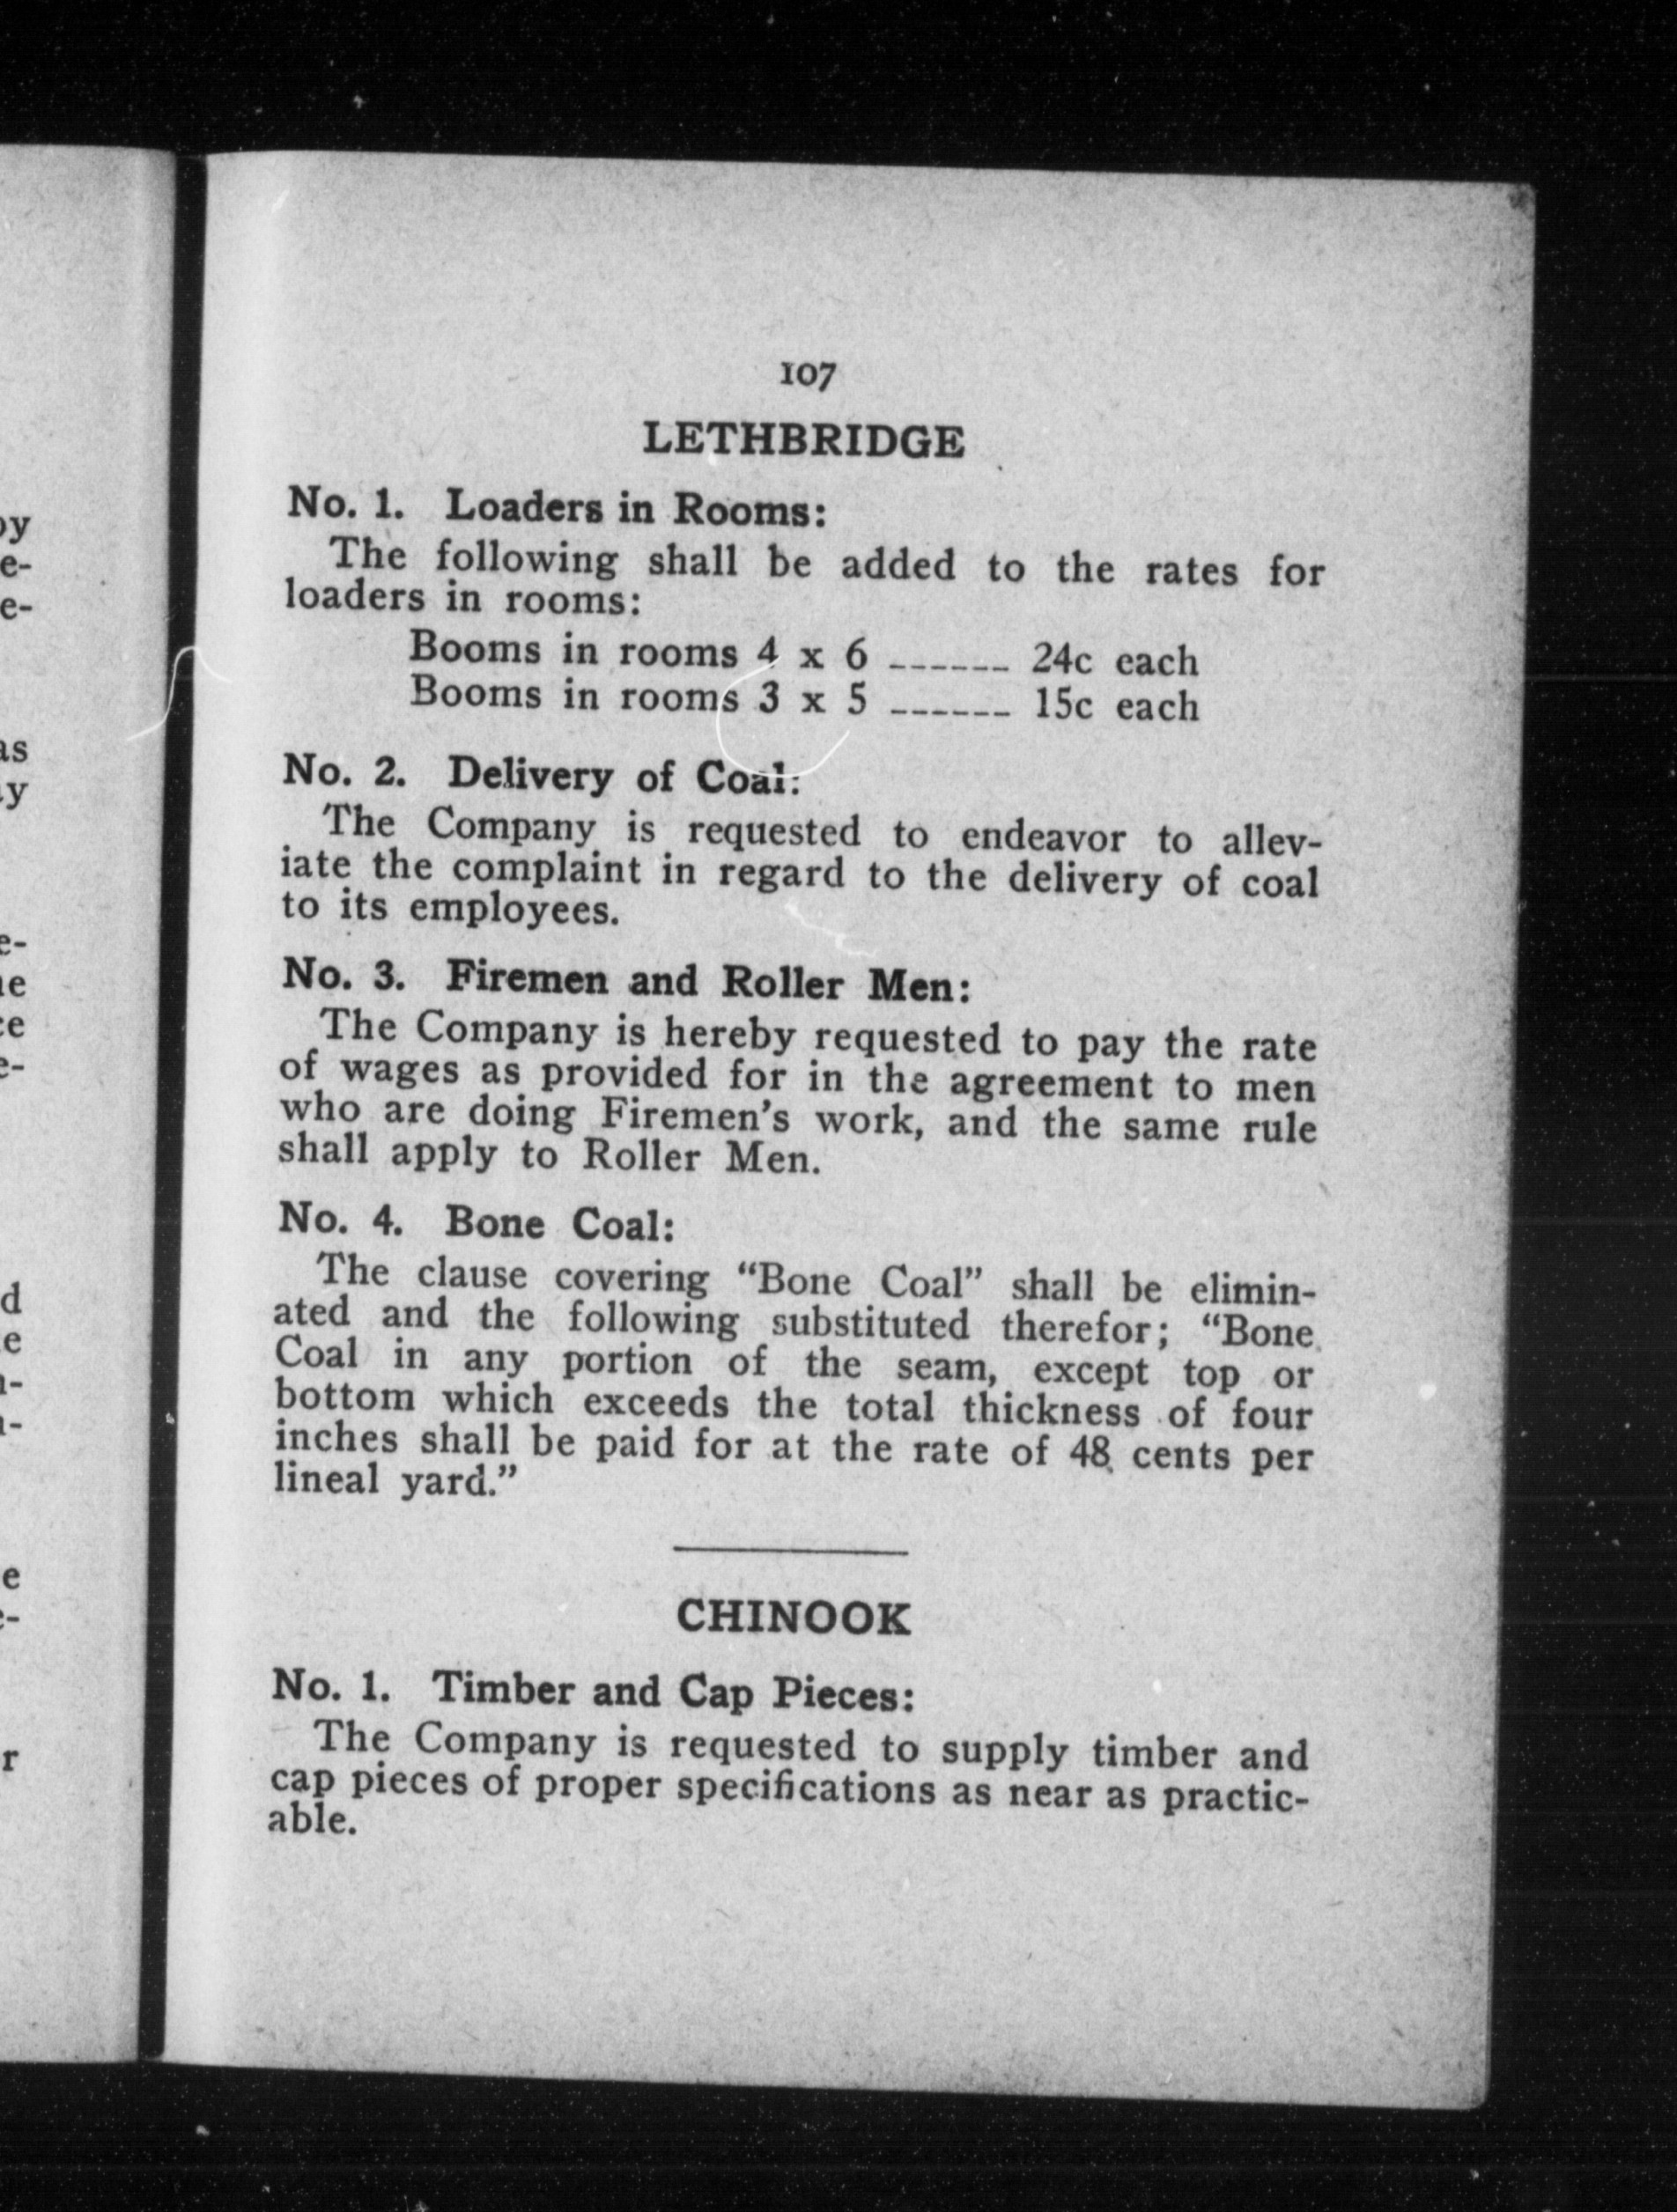 107
LETHBRIDGE
No. 1. Loaders in Rooms:
The following shall be added to the rates for
loaders in rooms:
Booms in rooms 4 x 6 ------ 24c each
Booms in rooms 3 x 5 ------ 15c each
No. 2. Delivery of Coal:
The Company is requested to endeavor to allev-
iate the complaint in regard to the delivery of coal
to its employees.
No. 3. Firemen and Roller Men:
The Company is hereby requested to pay the rate
of wages as provided for in the agreement to men
who are doing Firemen's work, and the same rule
shall apply to Roller Men.
No. 4. Bone Coal:
The clause covering “Bone Coal” shall be elimin-
ated and the following substituted therefor; “Bone
Coal in any portion of the seam, except top or
bottom which exceeds the total thickness of four
inches shall be paid for at the rate of 48 cents per
lineal yard.”
CHINOOK
No. 1. Timber and Cap Pieces:
The Company is requested to supply timber and
cap pieces of proper specifications as near as practic-
able.